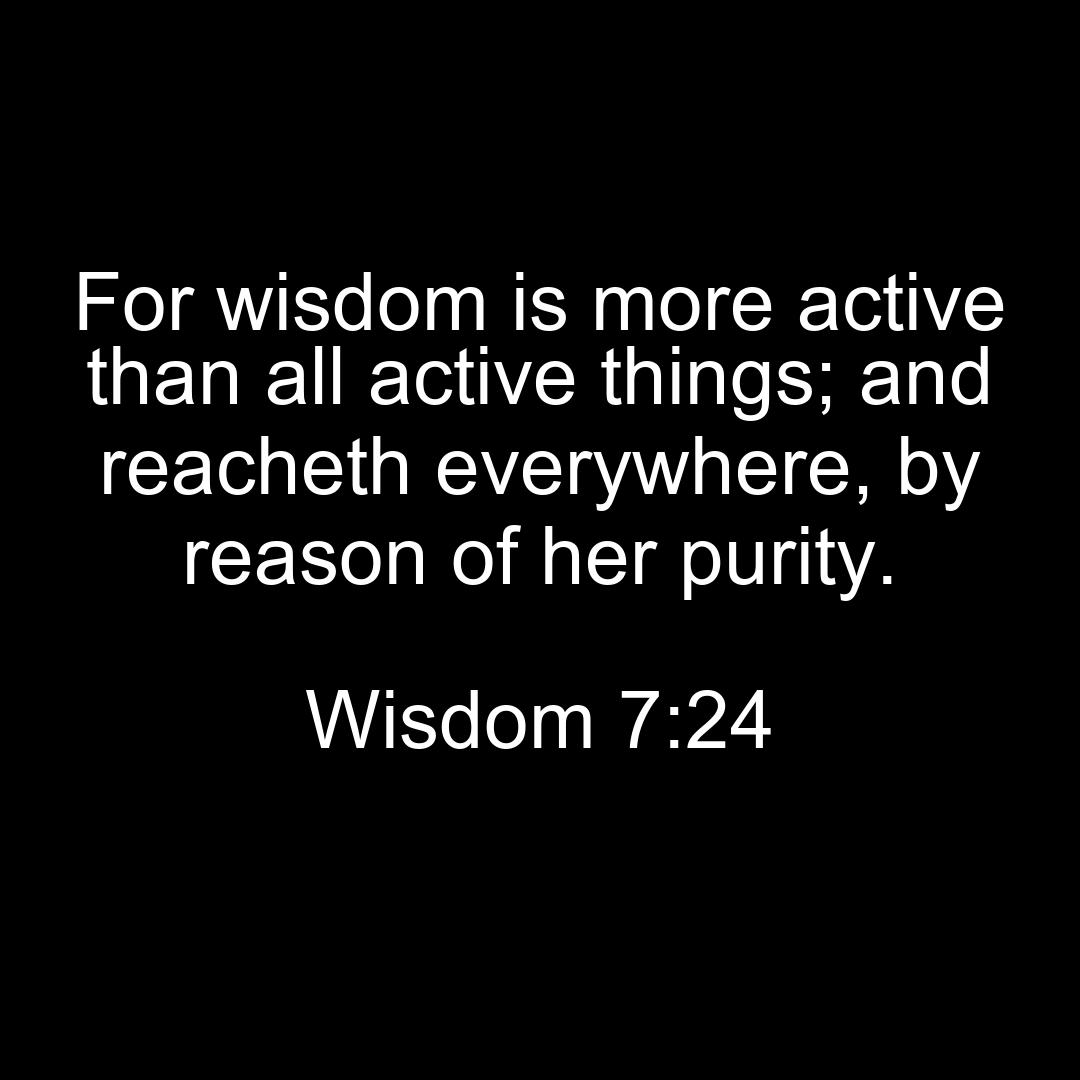 For wisdom is more active
than all active things; and
reacheth everywhere, by
reason of her purity.
Wisdom 7:24